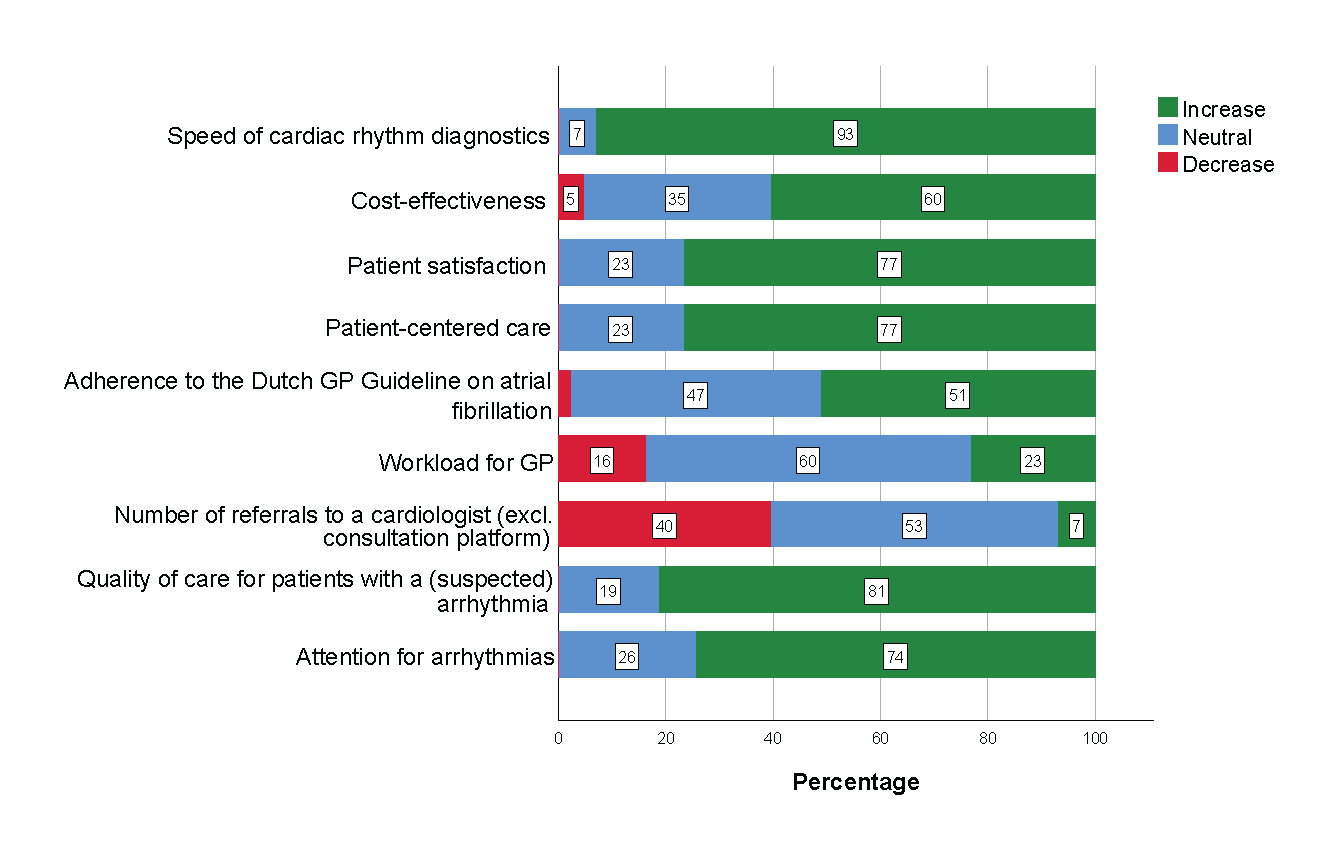 Increase
Neutral
Decrease
Speed of cardiac rhythm diagnostics
7
93
Cost-effectiveness
5
35
60
Patient satisfaction
23
77
Patient-centered care
23
77
Adherence to the Dutch GP Guideline on atrial
fibrillation
47
51
Workload for GP
16
60
23
Number of referrals to a cardiologist (excl.
consultation platform)
40
53
7
Quality of care for patients with a (suspected)
arrhythmia
19
81
Attention for arrhythmias
26
74
0 20 40 60 80 100
Percentage